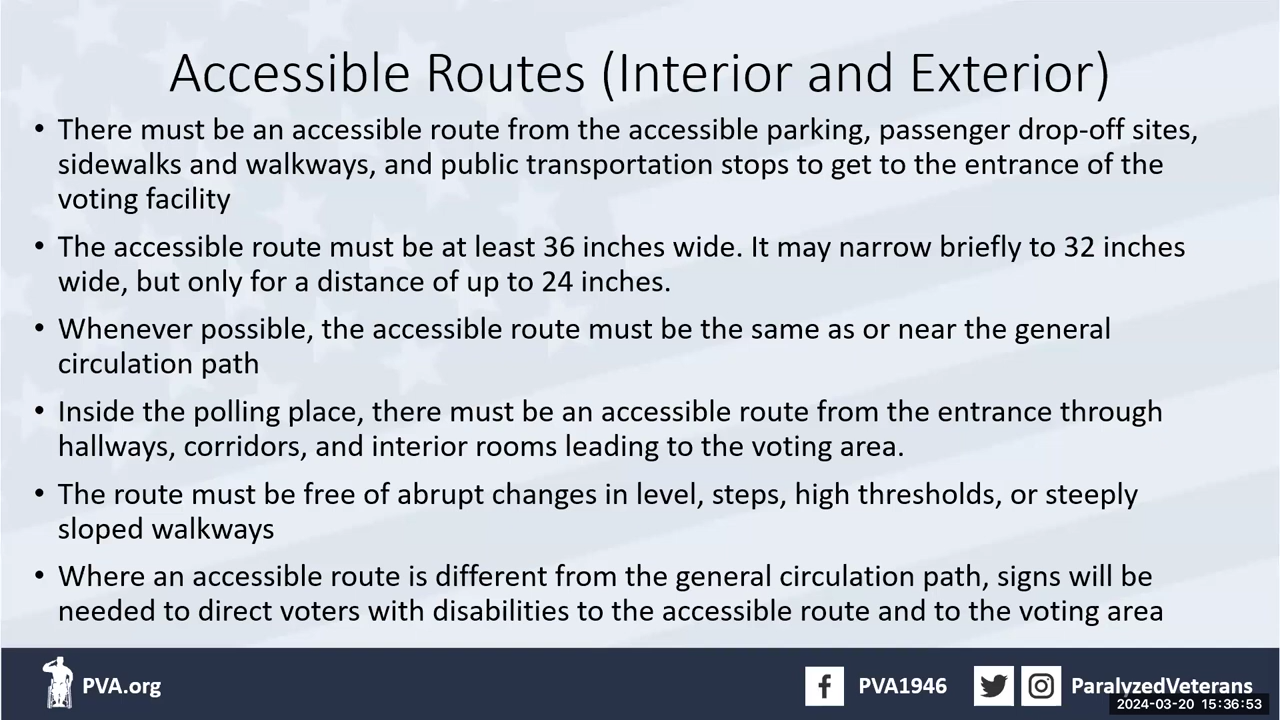 Accessible Routes (Interior and Exterior)
• There must be an accessible route from the accessible parking, passenger drop-off sites,
sidewalks and walkways, and public transportation stops to get to the entrance of the
voting facility
• The accessible route must be at least 36 inches wide. It may narrow briefly to 32 inches
wide, but only for a distance of up to 24 inches.
• Whenever possible, the accessible route must be the same as or near the general
circulation path
• Inside the polling place, there must be an accessible route from the entrance through
hallways, corridors, and interior rooms leading to the voting area.
• The route must be free of abrupt changes in level, steps, high thresholds, or steeply
sloped walkways
• Where an accessible route is different from the general circulation path, signs will be
needed to direct voters with disabilities to the accessible route and to the voting area
PVA.org
PVA1946
ParalyzedVeterans
2024-03-20 15:36:53